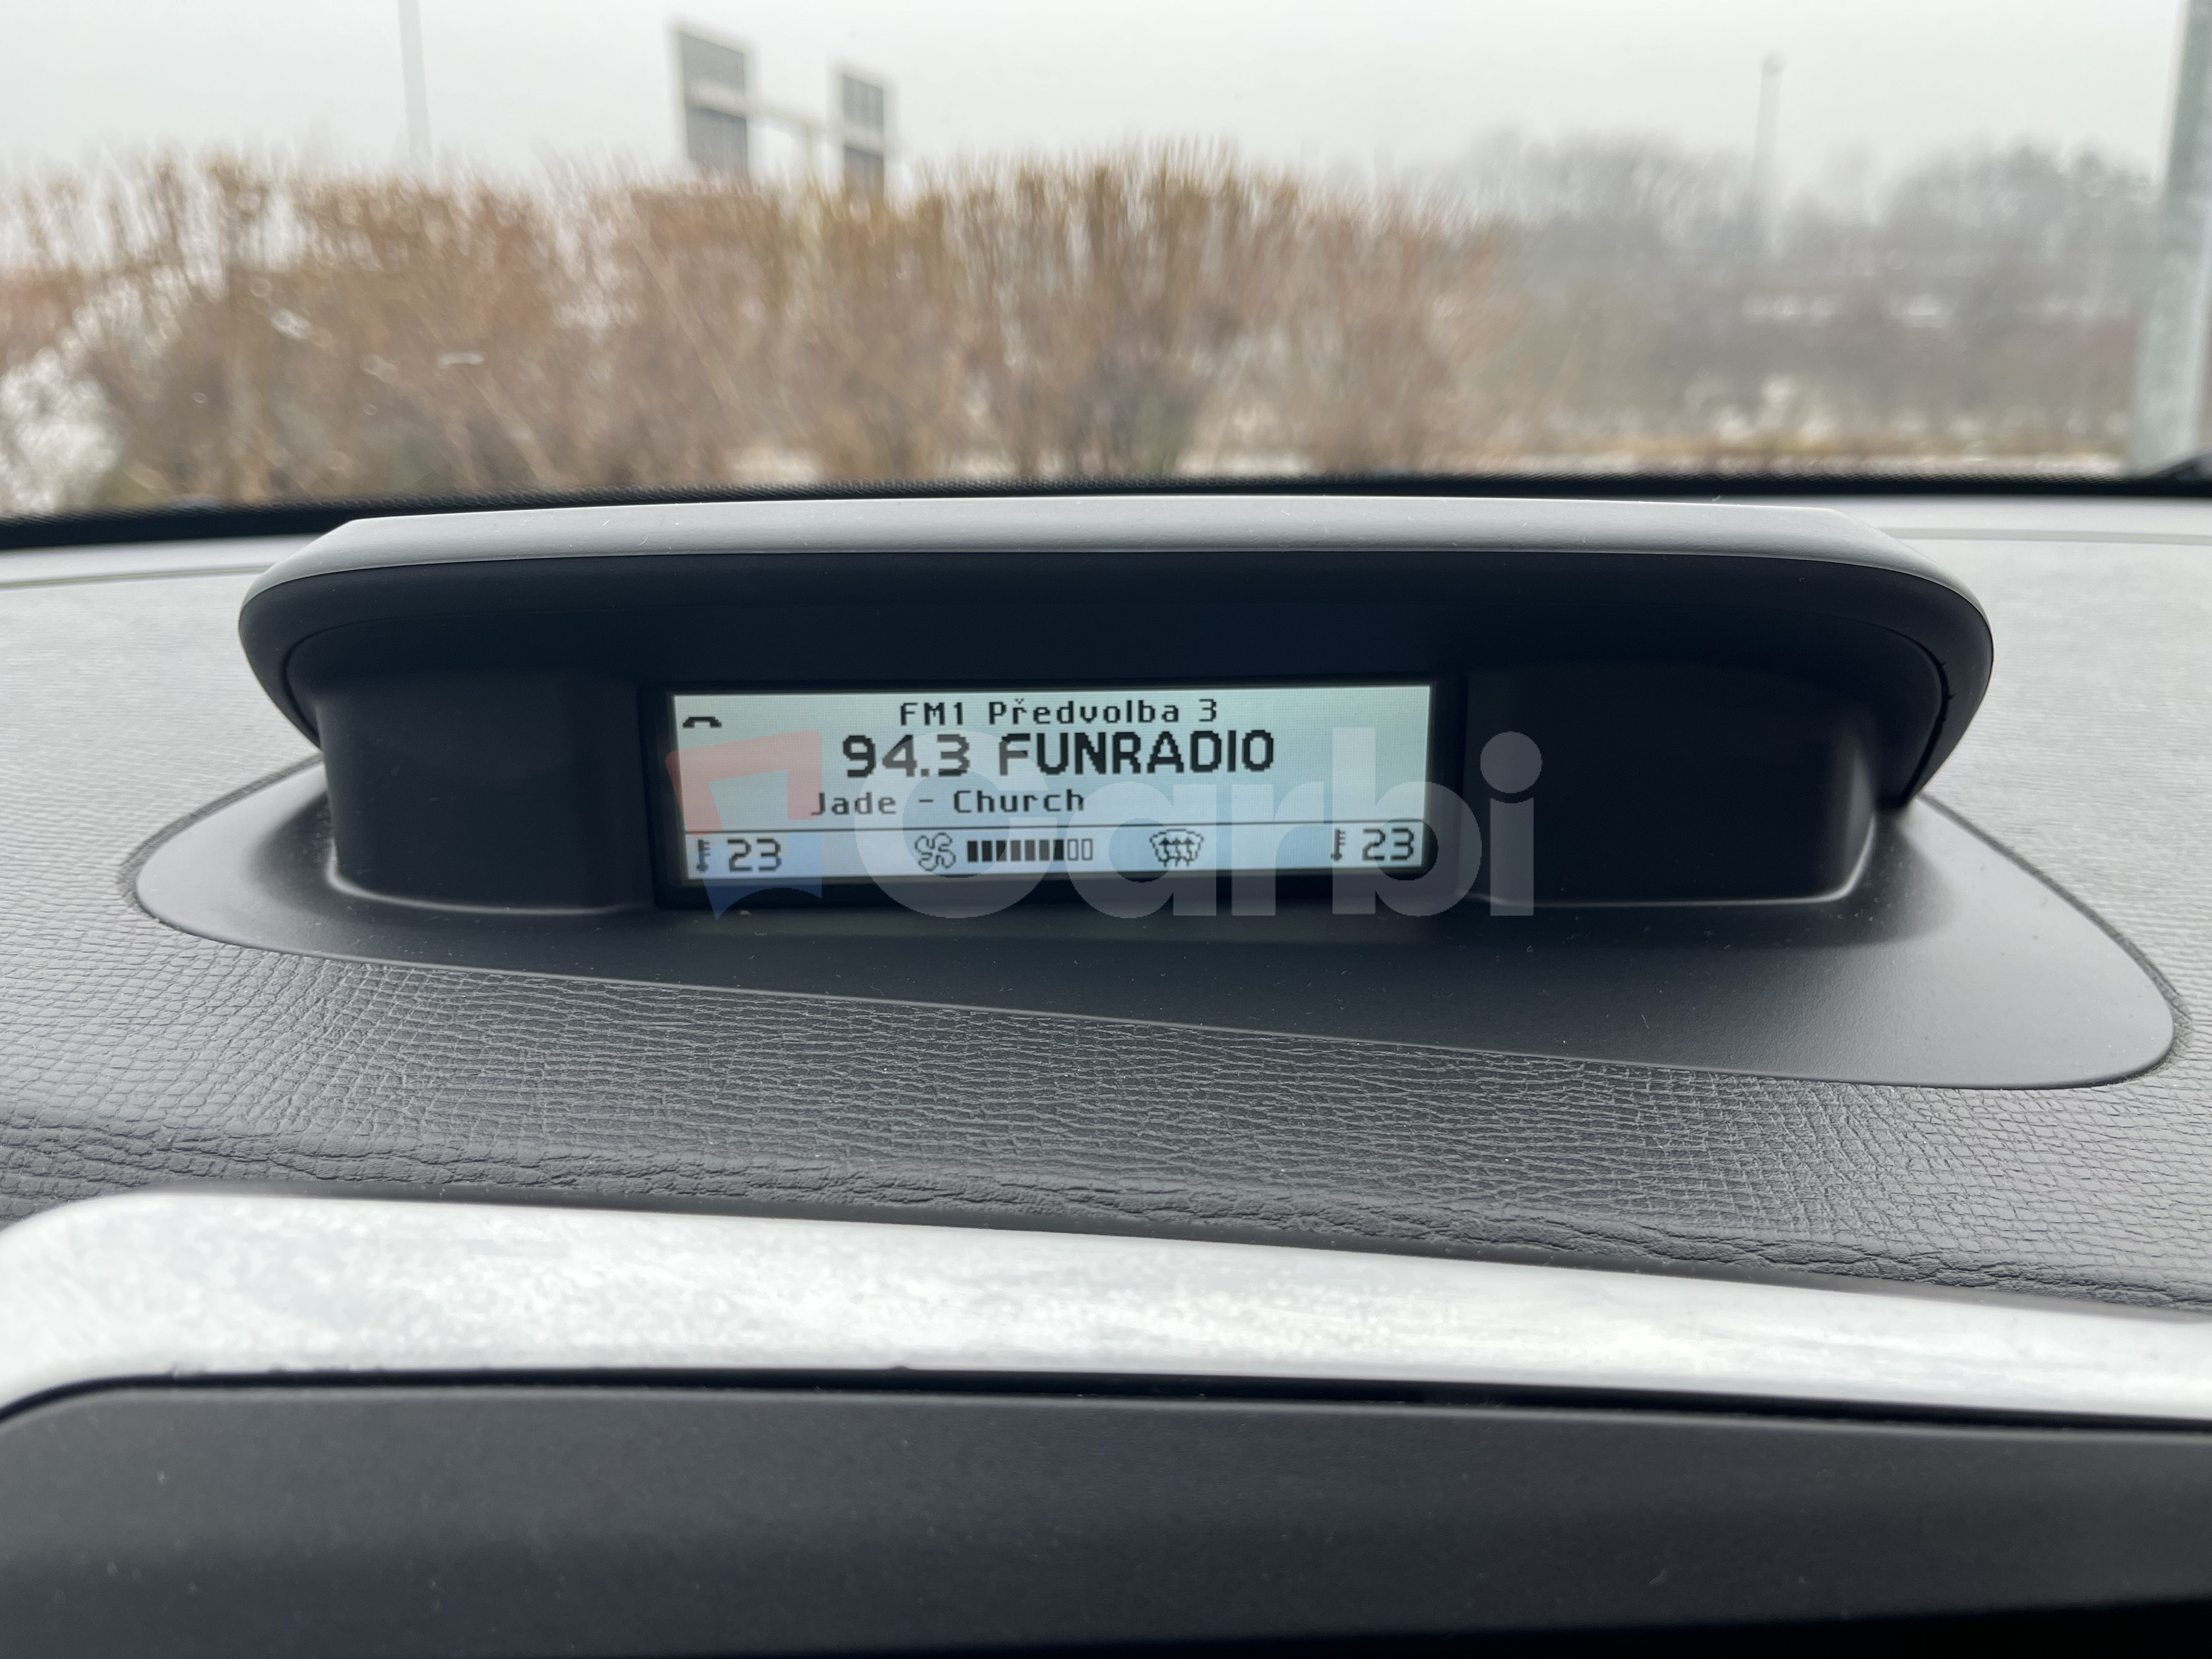 FM1 Předvolba 3
94.3 FUNRADIO
Jade - Church
23 23
Carbi